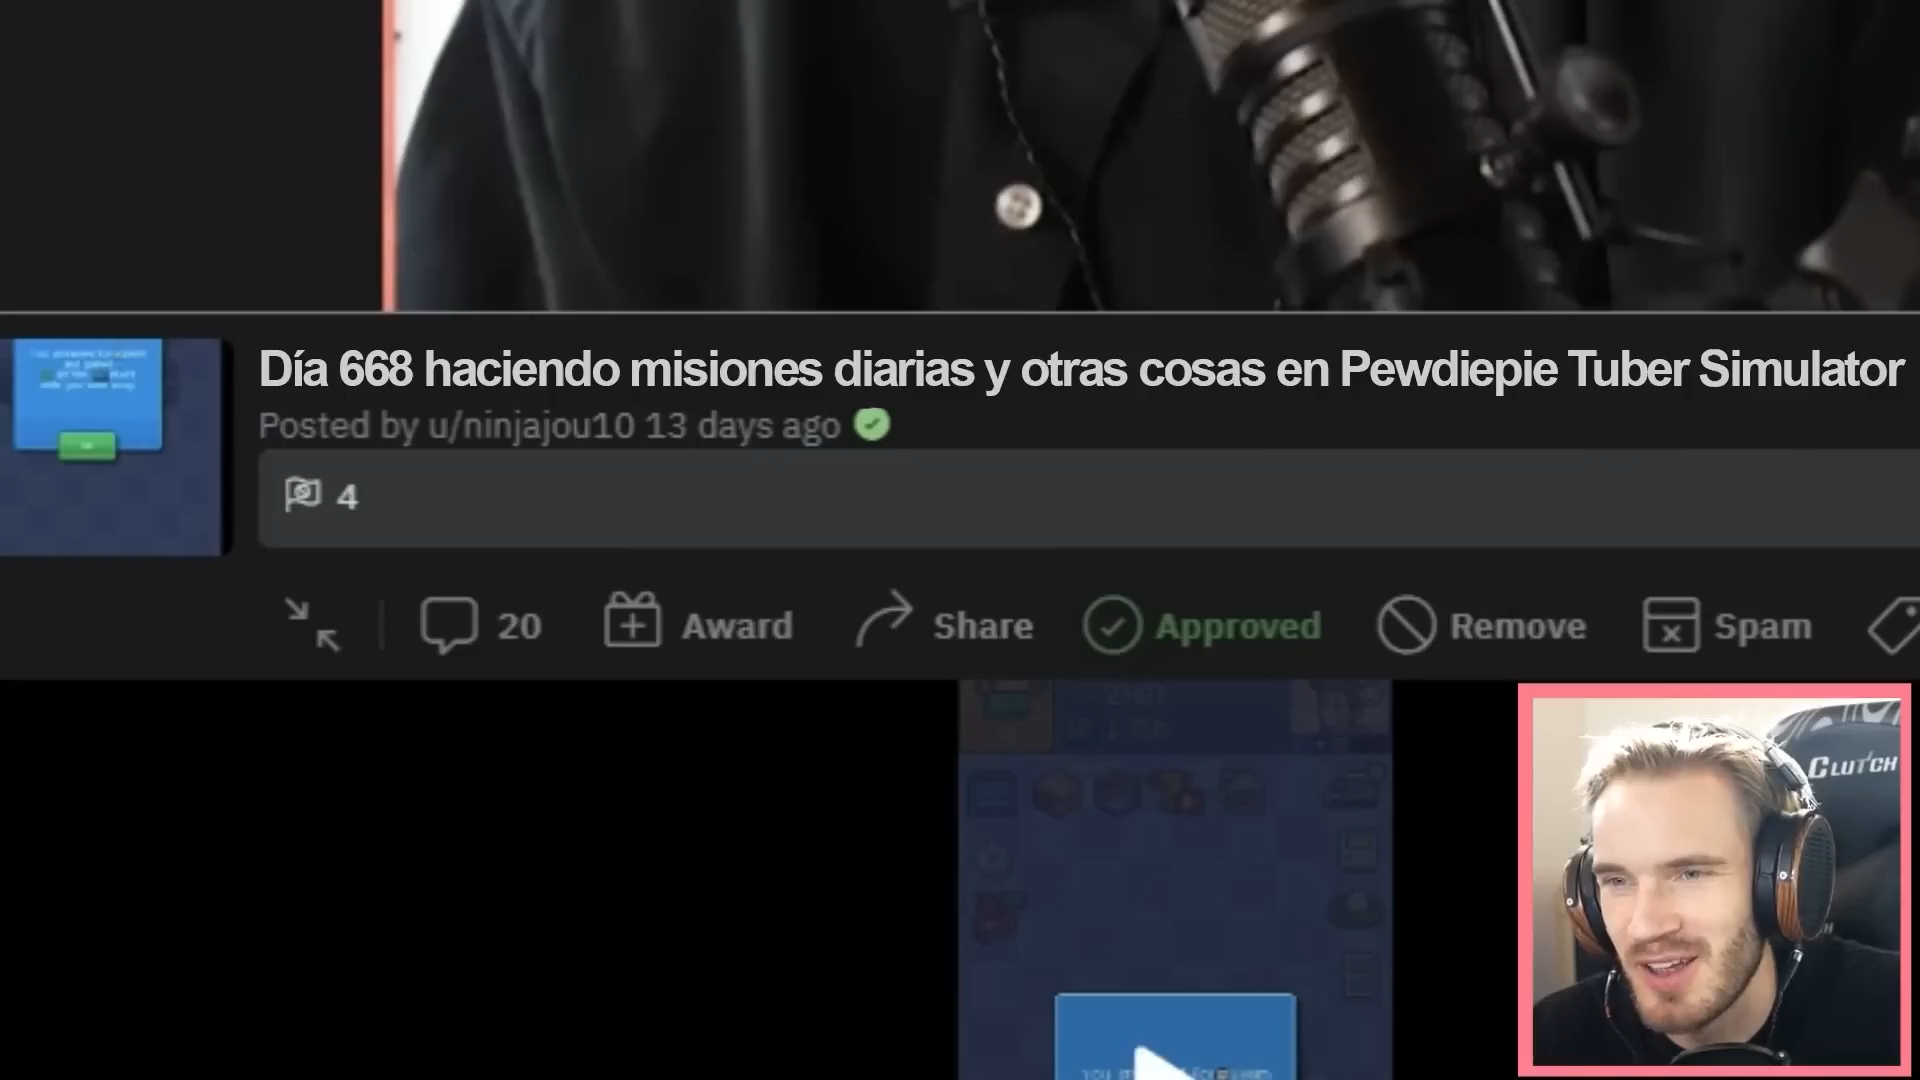 Día 668 haciendo misiones diarias y otras cosas en Pewdiepie Tuber Simulator
Posted by u/ninjajou10 13 days ago
4
20 Award Share Approved Remove Spam
CLUTCH